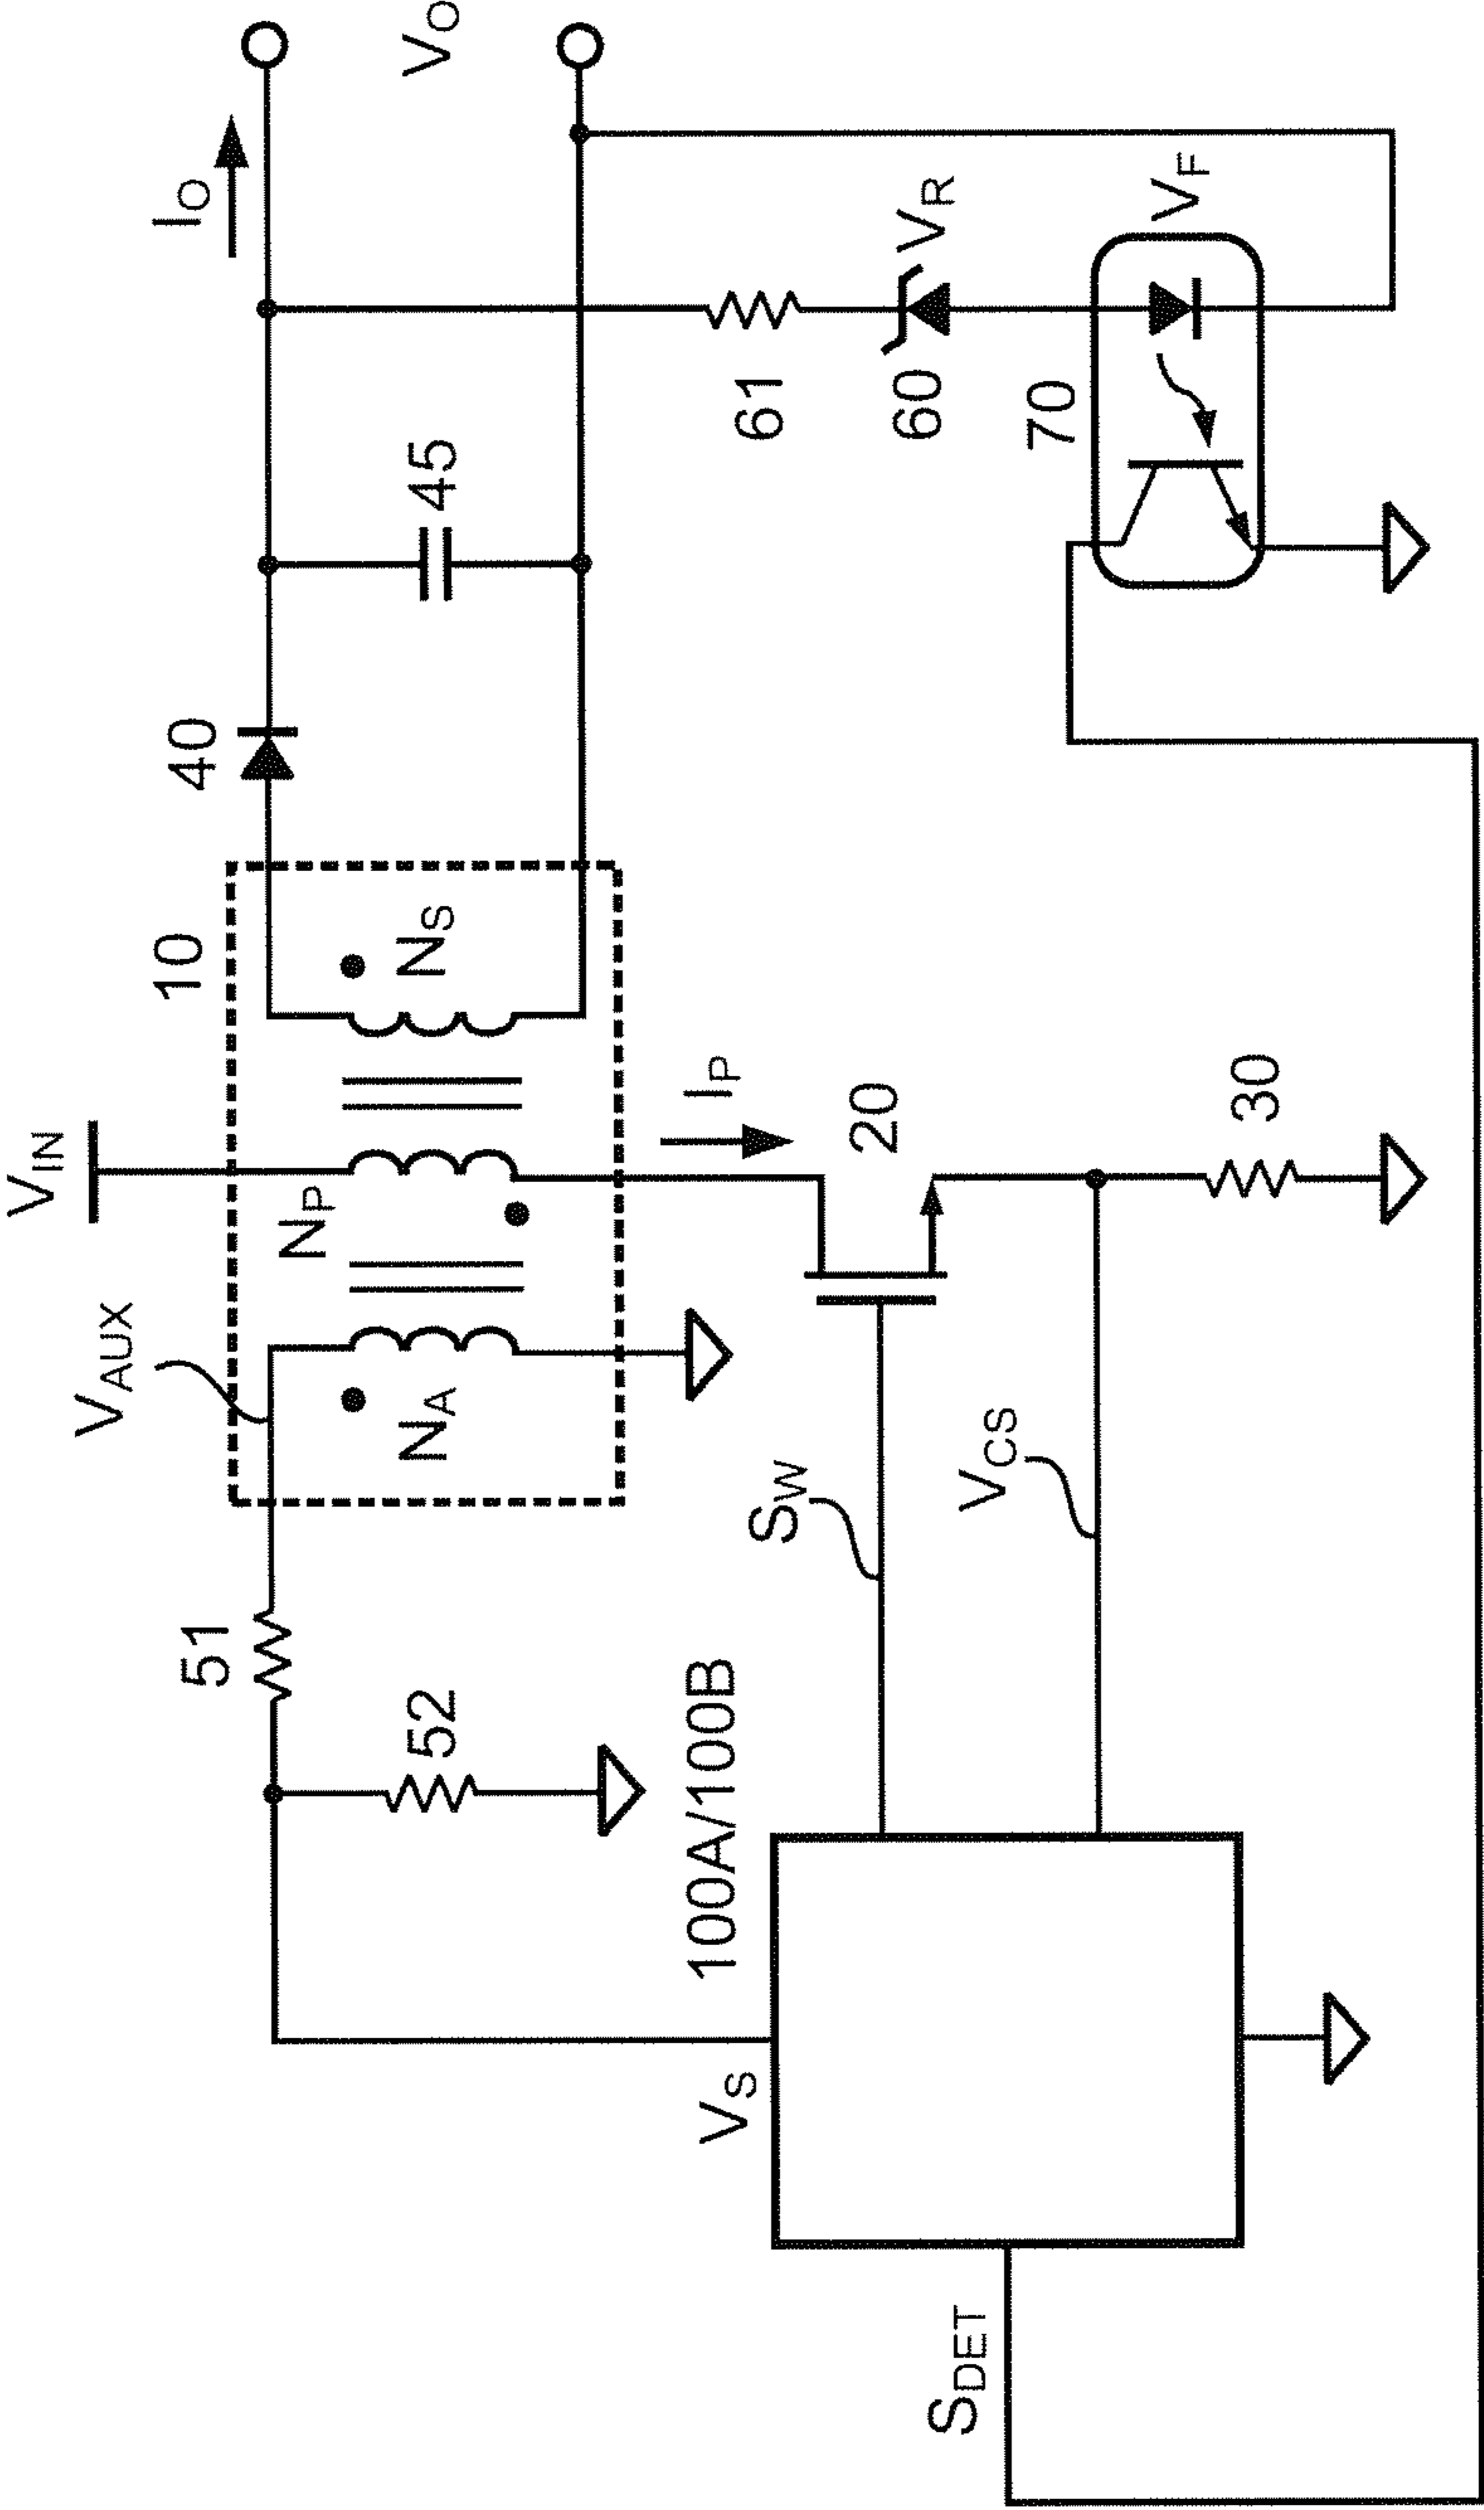 V_IN
V_AUX
10
N_P
N_A
N_S
51
52
40
45
I_O
V_O
100A/100B
V_S
S_W
I_P
20
61
V_CS
60
V_R
S_DET
30
70
V_F